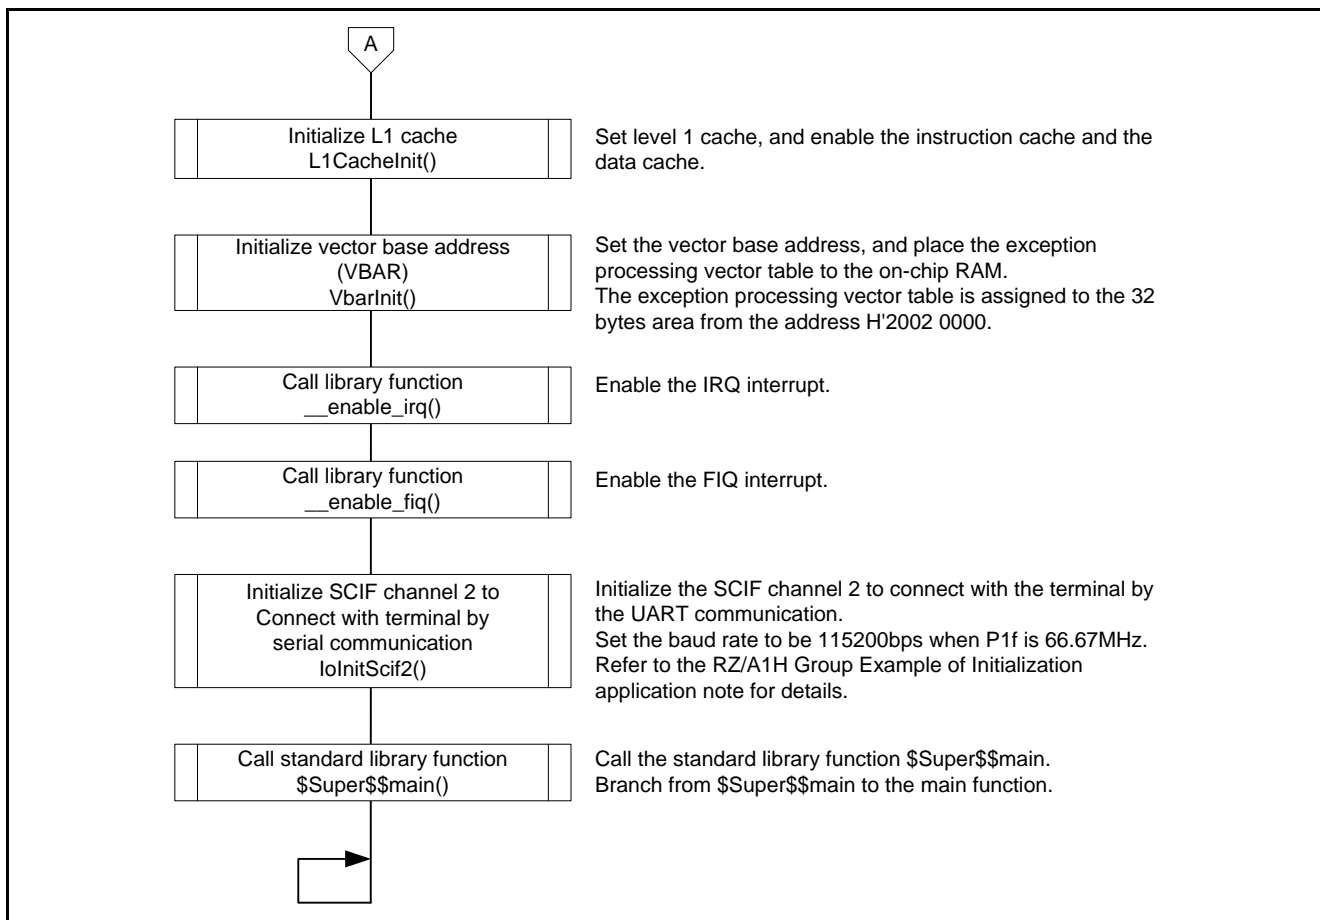 A
Initialize L1 cache
L1CacheInit()
Set level 1 cache, and enable the instruction cache and the
data cache.
Initialize vector base address
(VBAR)
VbarInit()
Set the vector base address, and place the exception
processing vector table to the on-chip RAM.
The exception processing vector table is assigned to the 32
bytes area from the address H'2002 0000.
Call library function
__enable_irq()
Enable the IRQ interrupt.
Call library function
__enable_fiq()
Enable the FIQ interrupt.
Initialize SCIF channel 2 to
Connect with terminal by
serial communication
IoInitScif2()
Initialize the SCIF channel 2 to connect with the terminal by
the UART communication.
Set the baud rate to be 115200bps when P1f is 66.67MHz.
Refer to the RZ/A1H Group Example of Initialization
application note for details.
Call standard library function
$Super$$main()
Call the standard library function $Super$$main.
Branch from $Super$$main to the main function.